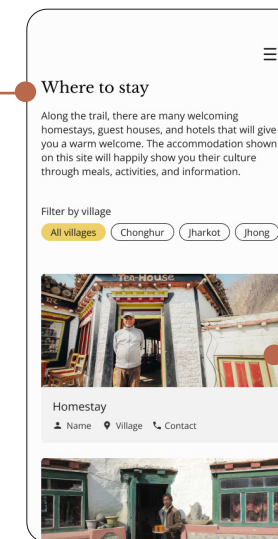 Where to stay
Along the trail, there are many welcoming
homestays, guest houses, and hotels that will give
you a warm welcome. The accommodation shown
on this site will happily show you their culture
through meals, activities, and information.
Filter by village
All villages Chonghur Jharkot Jhong
TEA-HOUSE
Homestay
Name Village Contact